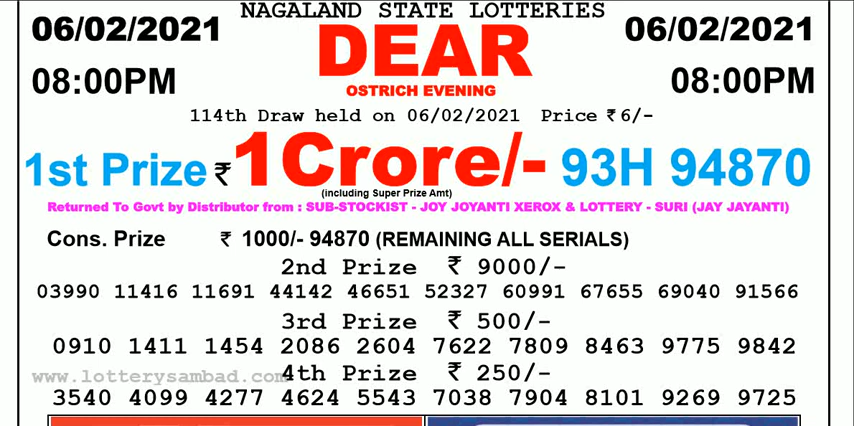 NAGALAND STATE LOTTERIES
06/02/2021 DEAR 06/02/2021
08:00PM OSTRICH EVENING 08:00PM
114th Draw held on 06/02/2021 Price ₹6/-
1st Prize ₹1Crore/- 93H 94870
(including Super Prize Amt)
Returned To Govt by Distributor from : SUB-STOCKIST - JOY JOYANTI XEROX & LOTTERY - SURI (JAY JAYANTI)
Cons. Prize ₹ 1000/- 94870 (REMAINING ALL SERIALS)
2nd Prize ₹ 9000/-
03990 11416 11691 44142 46651 52327 60991 67655 69040 91566
3rd Prize ₹ 500/-
0910 1411 1454 2086 2604 7622 7809 8463 9775 9842
www.lotterysambad.com 4th Prize ₹ 250/-
3540 4099 4277 4624 5543 7038 7904 8101 9269 9725